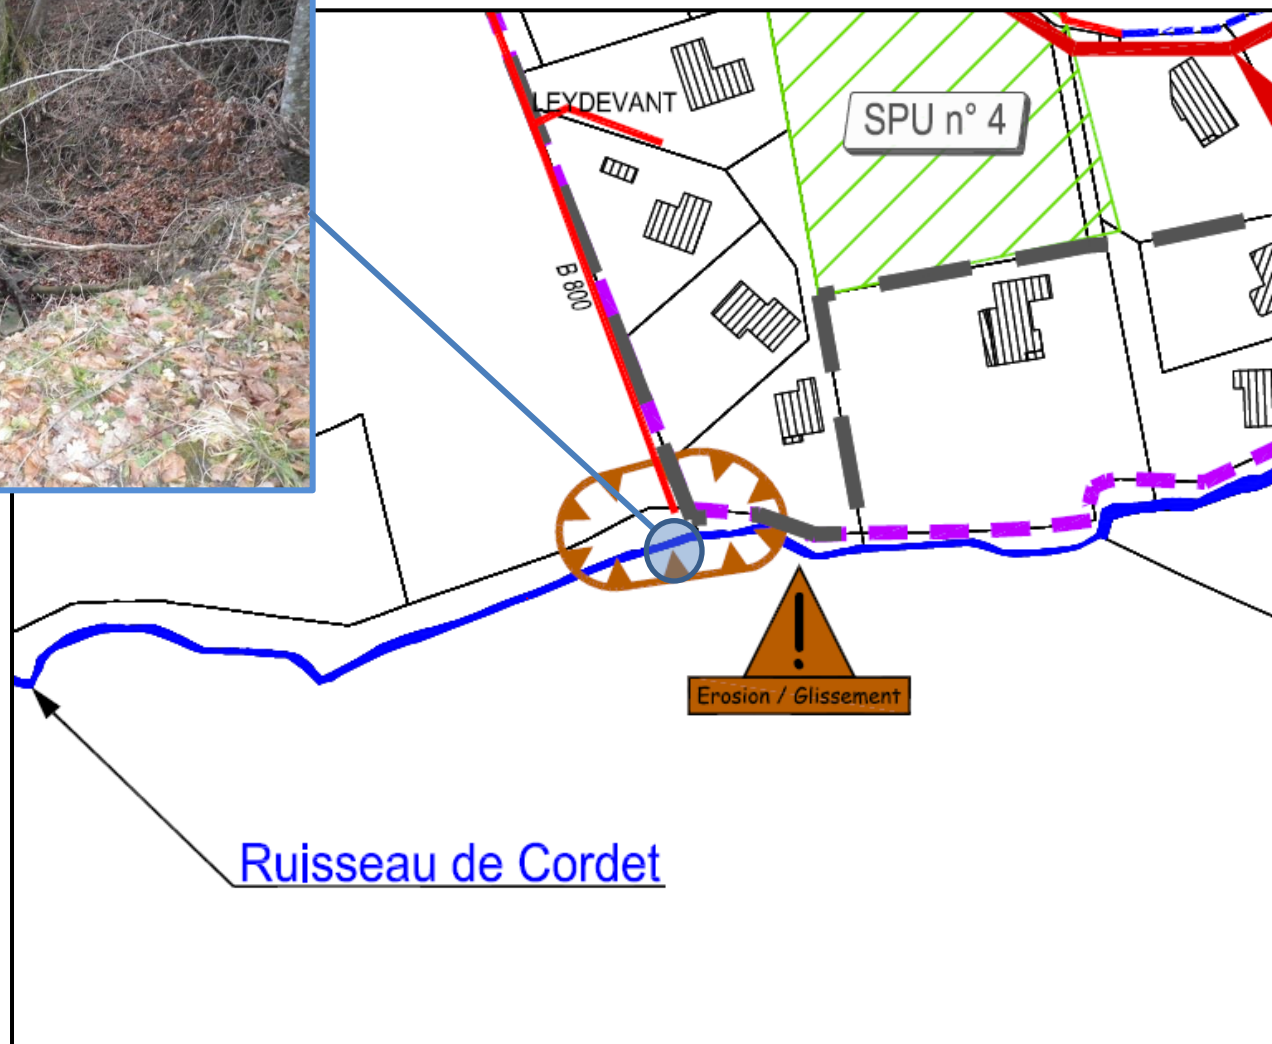 LEYDEVANT
SPU n° 4
B 800
Erosion / Glissement
Ruisseau de Cordet